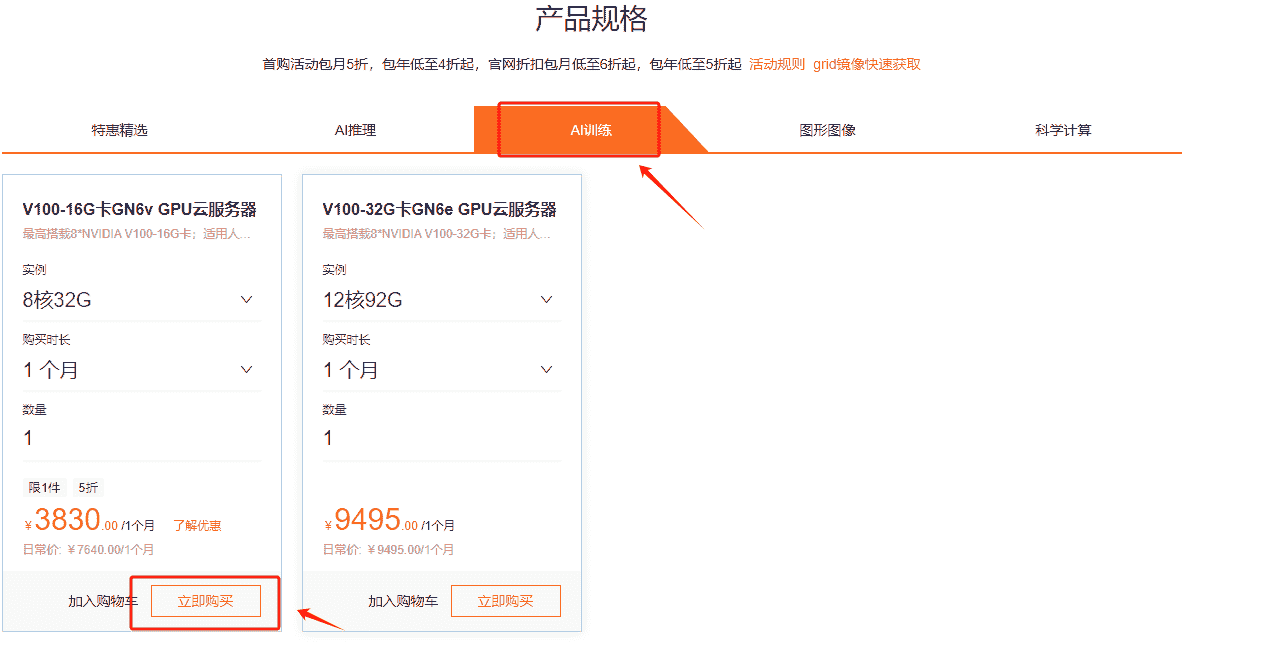 产品规格
首购活动包月5折，包年低至4折起，官网折扣包月低至6折起，包年低至5折起 活动规则 grid镜像快速获取
特惠精选 AI推理 AI训练 图形图像 科学计算
V100-16G卡GN6v GPU云服务器
最高搭载8*NVIDIA V100-16G卡；适用人...
实例
8核32G
购买时长
1 个月
数量
1
限1件 5折
¥3830.00 /1个月 了解优惠
日常价: ¥7640.00/1个月
加入购物车 立即购买
V100-32G卡GN6e GPU云服务器
最高搭载8*NVIDIA V100-32G卡；适用人...
实例
12核92G
购买时长
1 个月
数量
1
¥9495.00 /1个月
日常价: ¥9495.00/1个月
加入购物车 立即购买